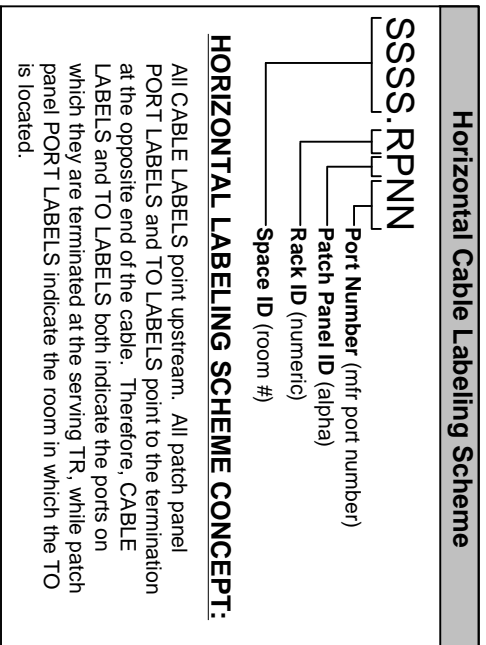 Horizontal Cable Labeling Scheme
SSSS.RPNN
Port Number (mfr port number)
Patch Panel ID (alpha)
Rack ID (numeric)
Space ID (room #)
HORIZONTAL LABELING SCHEME CONCEPT:
All CABLE LABELS point upstream. All patch panel
PORT LABELS and TO LABELS point to the termination
at the opposite end of the cable. Therefore, CABLE
LABELS and TO LABELS both indicate the ports on
which they are terminated at the serving TR, while patch
panel PORT LABELS indicate the room in which the TO
is located.